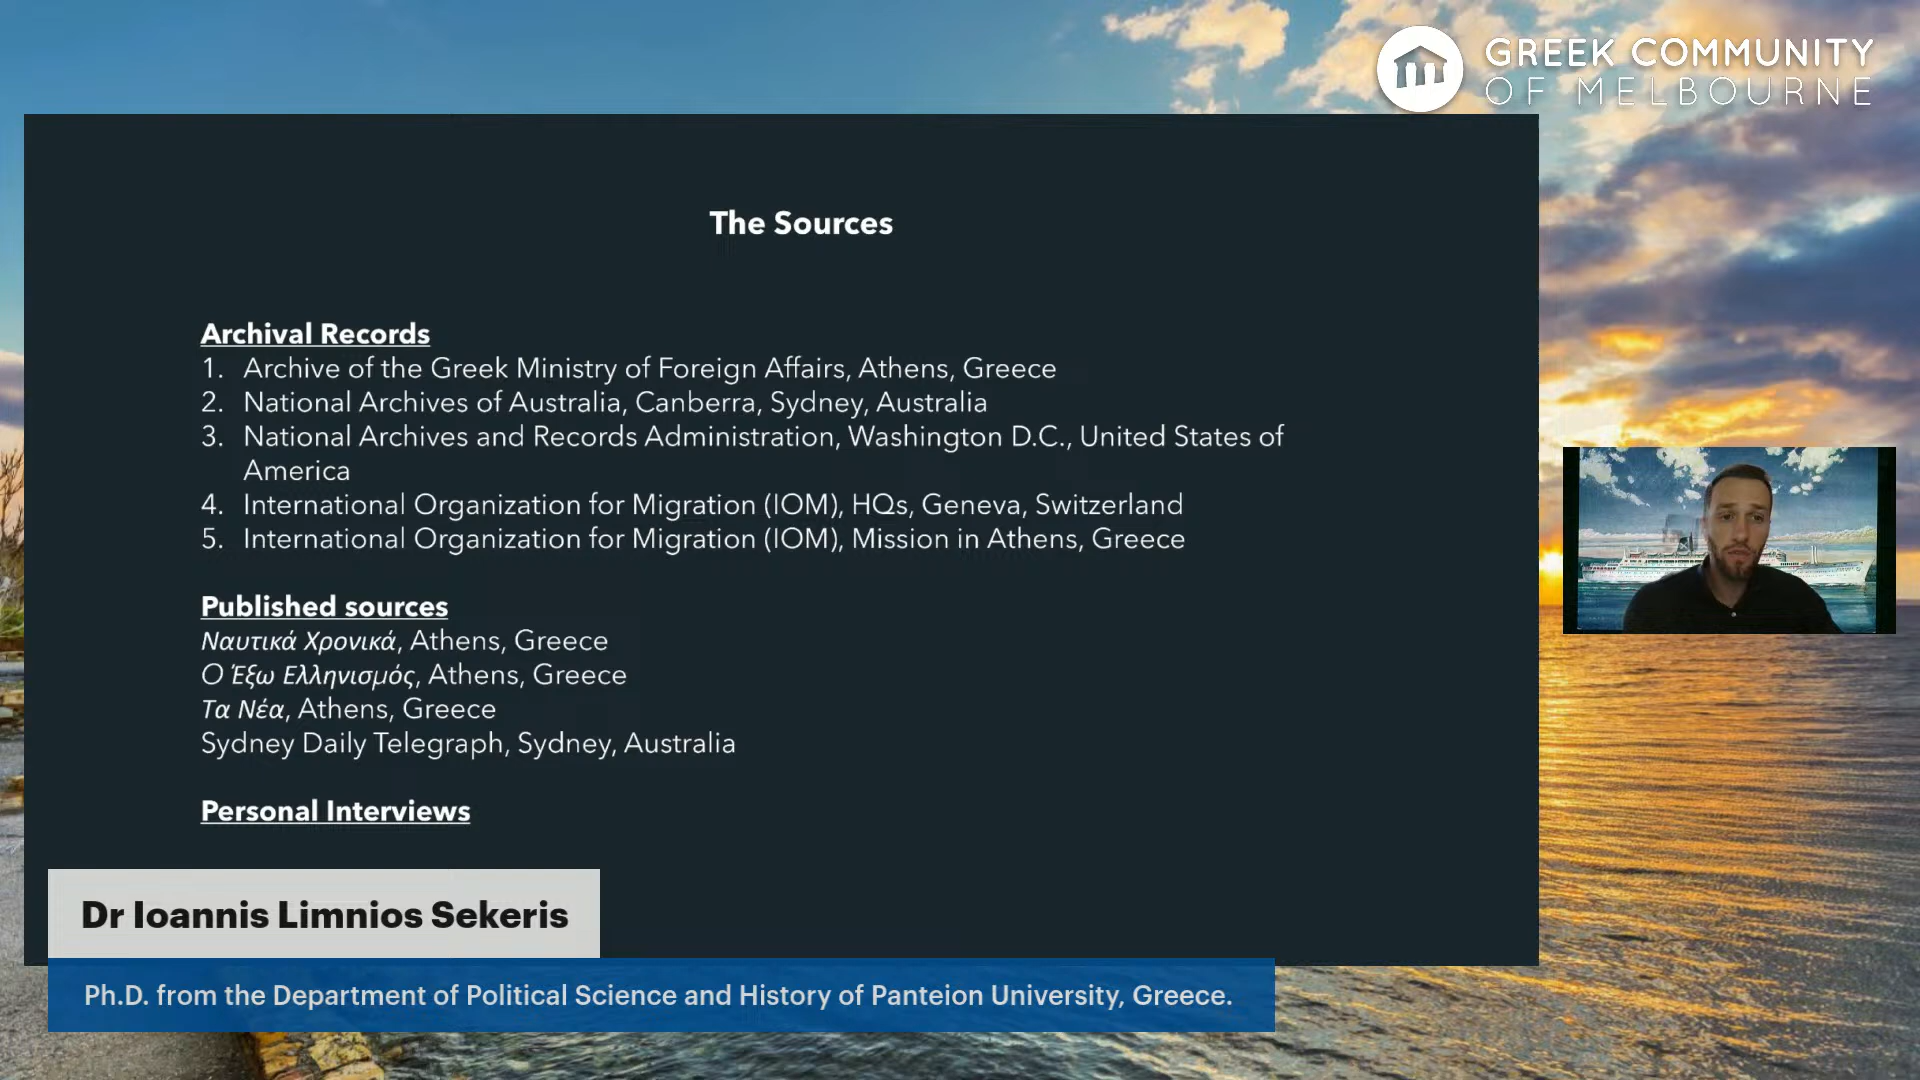 GREEK COMMUNITY
OF MELBOURNE
The Sources
Archival Records
1. Archive of the Greek Ministry of Foreign Affairs, Athens, Greece
2. National Archives of Australia, Canberra, Sydney, Australia
3. National Archives and Records Administration, Washington D.C., United States of
America
4. International Organization for Migration (IOM), HQs, Geneva, Switzerland
5. International Organization for Migration (IOM), Mission in Athens, Greece
Published sources
Ναυτικά Χρονικά, Athens, Greece
Ο Έξω Ελληνισμός, Athens, Greece
Τα Νέα, Athens, Greece
Sydney Daily Telegraph, Sydney, Australia
Personal Interviews
Dr Ioannis Limnios Sekeris
Ph.D. from the Department of Political Science and History of Panteion University, Greece.